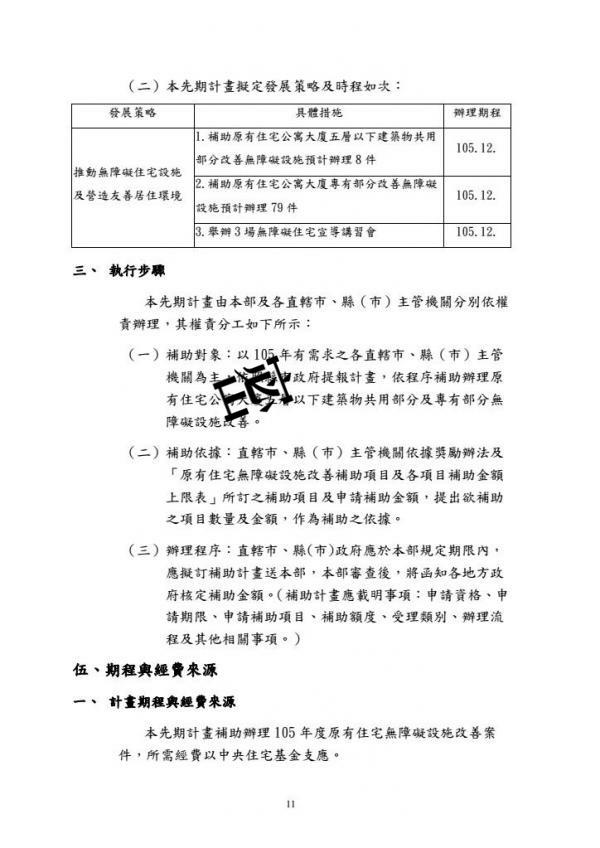 （二）本先期計畫擬定發展策略及時程如次：
發展策略 具體措施 辦理期程
推動無障礙住宅設施
及營造友善居住環境
1.補助原有住宅公寓大廈五層以下建築物共用
部分改善無障礙設施預計辦理8件
105.12.
2.補助原有住宅公寓大廈專有部分改善無障礙
設施預計辦理79件
105.12.
3.舉辦3場無障礙住宅宣導講習會 105.12.
三、 執行步驟
本先期計畫由本部及各直轄市、縣（市）主管機關分別依權
責辦理，其權責分工如下所示：
（一）補助對象：以105年有需求之各直轄市、縣（市）主管
機關為主，政府提報計畫，依程序補助辦理原
有住宅公寓大廈五層以下建築物共用部分及專有部分無
障礙設施改善。
密
（二）補助依據：直轄市、縣（市）主管機關依據獎勵辦法及
「原有住宅無障礙設施改善補助項目及各項目補助金額
上限表」所訂之補助項目及申請補助金額，提出欲補助
之項目數量及金額，作為補助之依據。
（三）辦理程序：直轄市、縣(市)政府應於本部規定期限內，
應擬訂補助計畫送本部，本部審查後，將函知各地方政
府核定補助金額。(補助計畫應載明事項：申請資格、申
請期限、申請補助項目、補助額度、受理類別、辦理流
程及其他相關事項。)
伍、期程與經費來源
一、 計畫期程與經費來源
本先期計畫補助辦理105年度原有住宅無障礙設施改善案
件，所需經費以中央住宅基金支應。
11